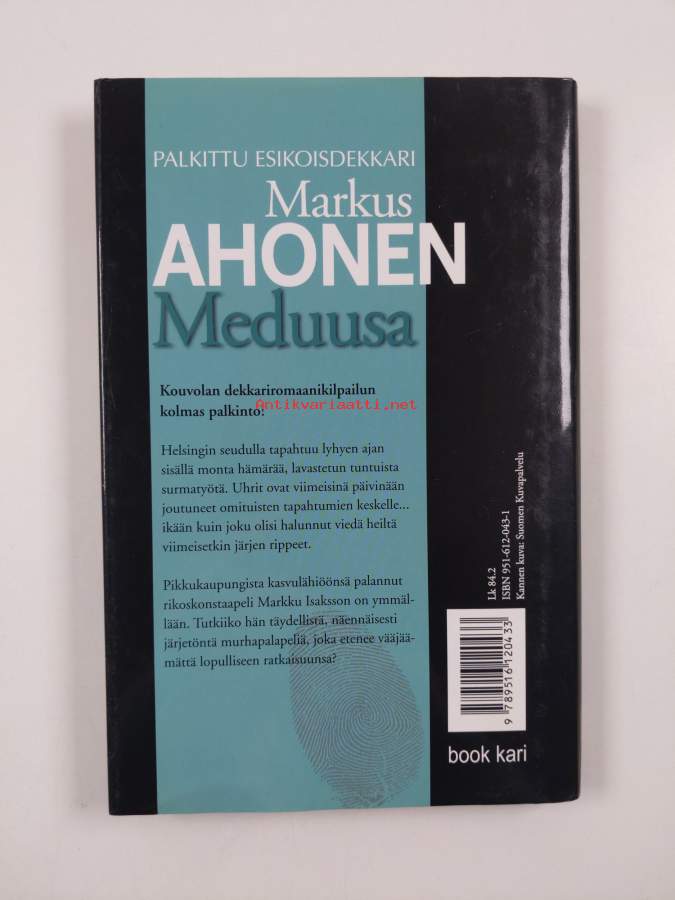 PALKITTU ESIKOISDEKKARI
Markus
AHONEN
Meduusa
Kouvolan dekkariromaanikilpailun
kolmas palkinto!
Antikvariaatti.net
Helsingin seudulla tapahtuu lyhyen ajan
sisällä monta hämärää, lavastetun tuntuista
surmatyötä. Uhrit ovat viimeisinä päivinään
joutuneet omituisten tapahtumien keskelle...
ikään kuin joku olisi halunnut viedä heiltä
viimeisetkin järjen rippeet.
Pikkukaupungista kasvulähiöönsä palannut
rikoskonstaapeli Markku Isaksson on ymmäl-
lään. Tutkiiko hän täydellistä, näennäisesti
järjetöntä murhapalapeliä, joka etenee vääjää-
mättä lopulliseen ratkaisuunsa?
Lk 84.2
ISBN 951-612-043-1
Kannen kuva: Suomen Kuvapalvelu
9 789516 120433
book kari